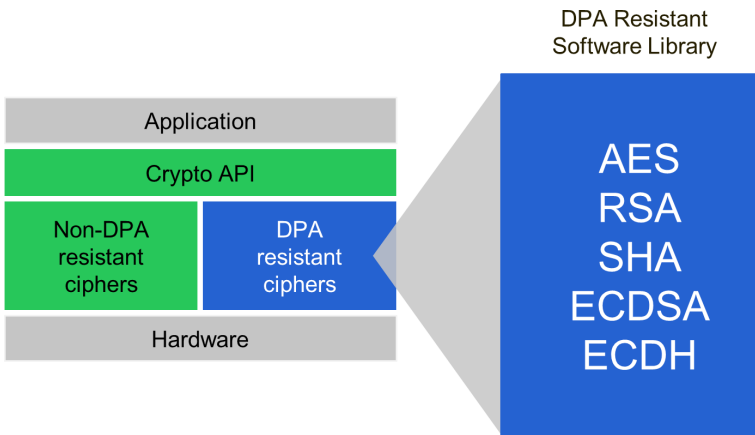 DPA Resistant
Software Library
Application
Crypto API
Non-DPA
resistant
ciphers
DPA
resistant
ciphers
Hardware
AES
RSA
SHA
ECDSA
ECDH